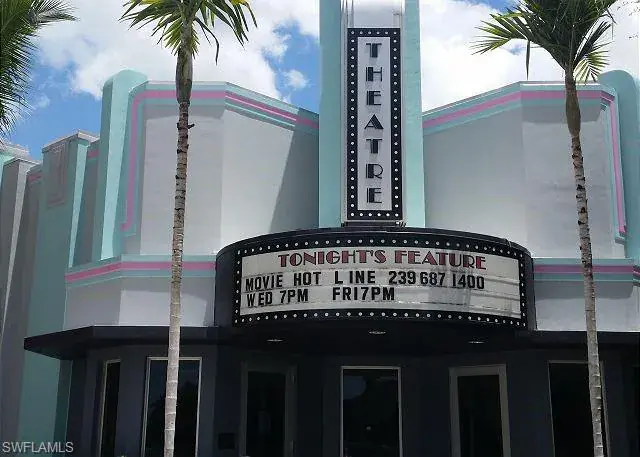 THEATRE
TONIGHT'S FEATURE
MOVIE HOT LINE 239 687 1400
WED 7PM FRI7PM
SWFLAMLS